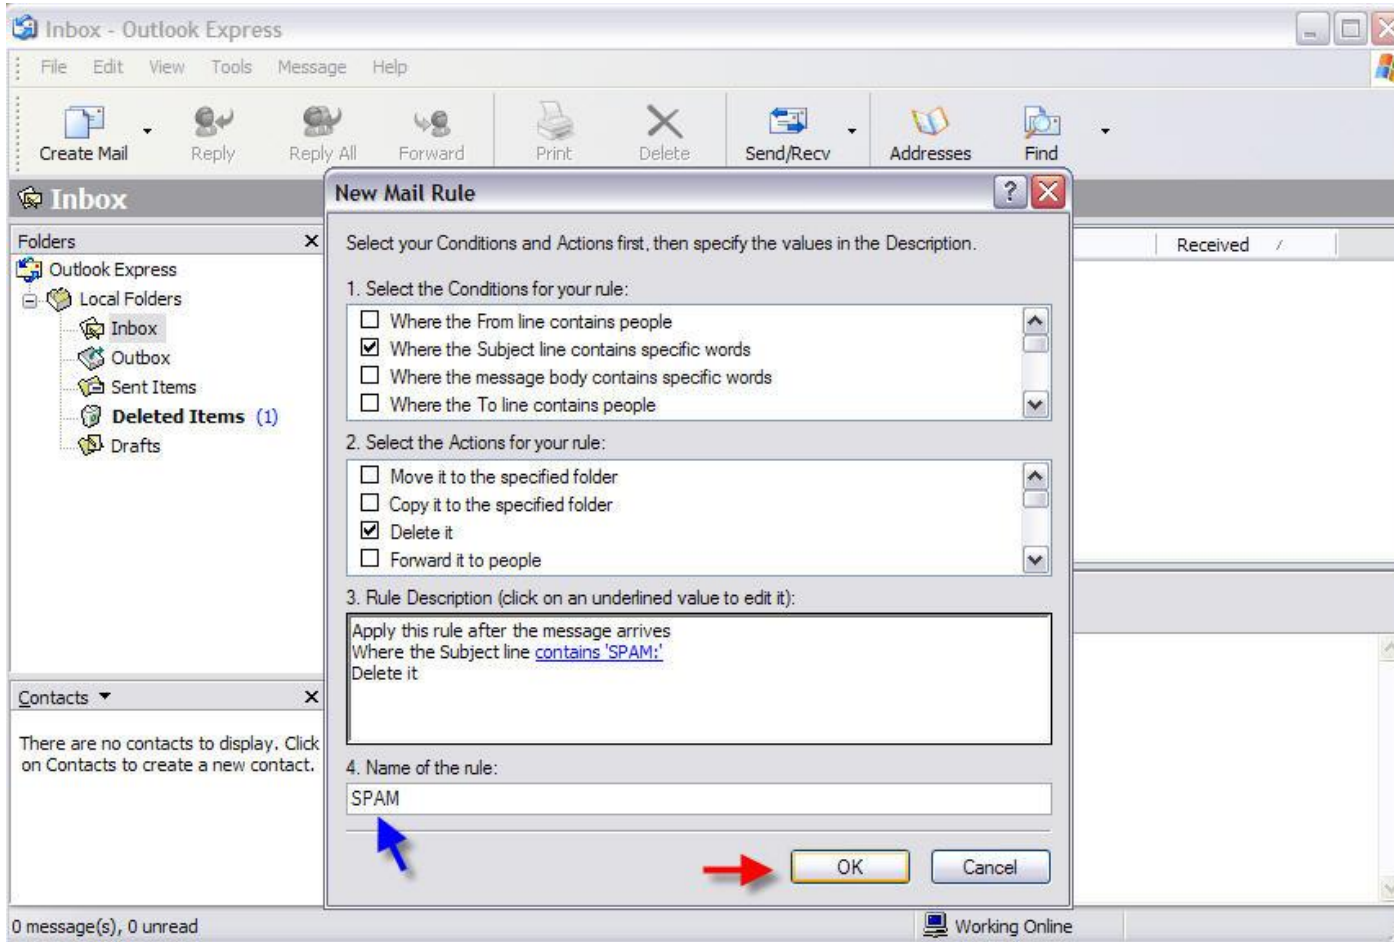 Inbox - Outlook Express
File Edit View Tools Message Help
Create Mail Reply Reply All Forward Print Delete Send/Recv Addresses Find
Inbox
Folders
Outlook Express
Local Folders
Inbox
Outbox
Sent Items
Deleted Items (1)
Drafts
Contacts
There are no contacts to display. Click
on Contacts to create a new contact.
Received
New Mail Rule
Select your Conditions and Actions first, then specify the values in the Description.
1. Select the Conditions for your rule:
Where the From line contains people
Where the Subject line contains specific words
Where the message body contains specific words
Where the To line contains people
2. Select the Actions for your rule:
Move it to the specified folder
Copy it to the specified folder
Delete it
Forward it to people
3. Rule Description (click on an underlined value to edit it):
Apply this rule after the message arrives
Where the Subject line contains 'SPAM:'
Delete it
4. Name of the rule:
SPAM
OK Cancel
0 message(s), 0 unread Working Online